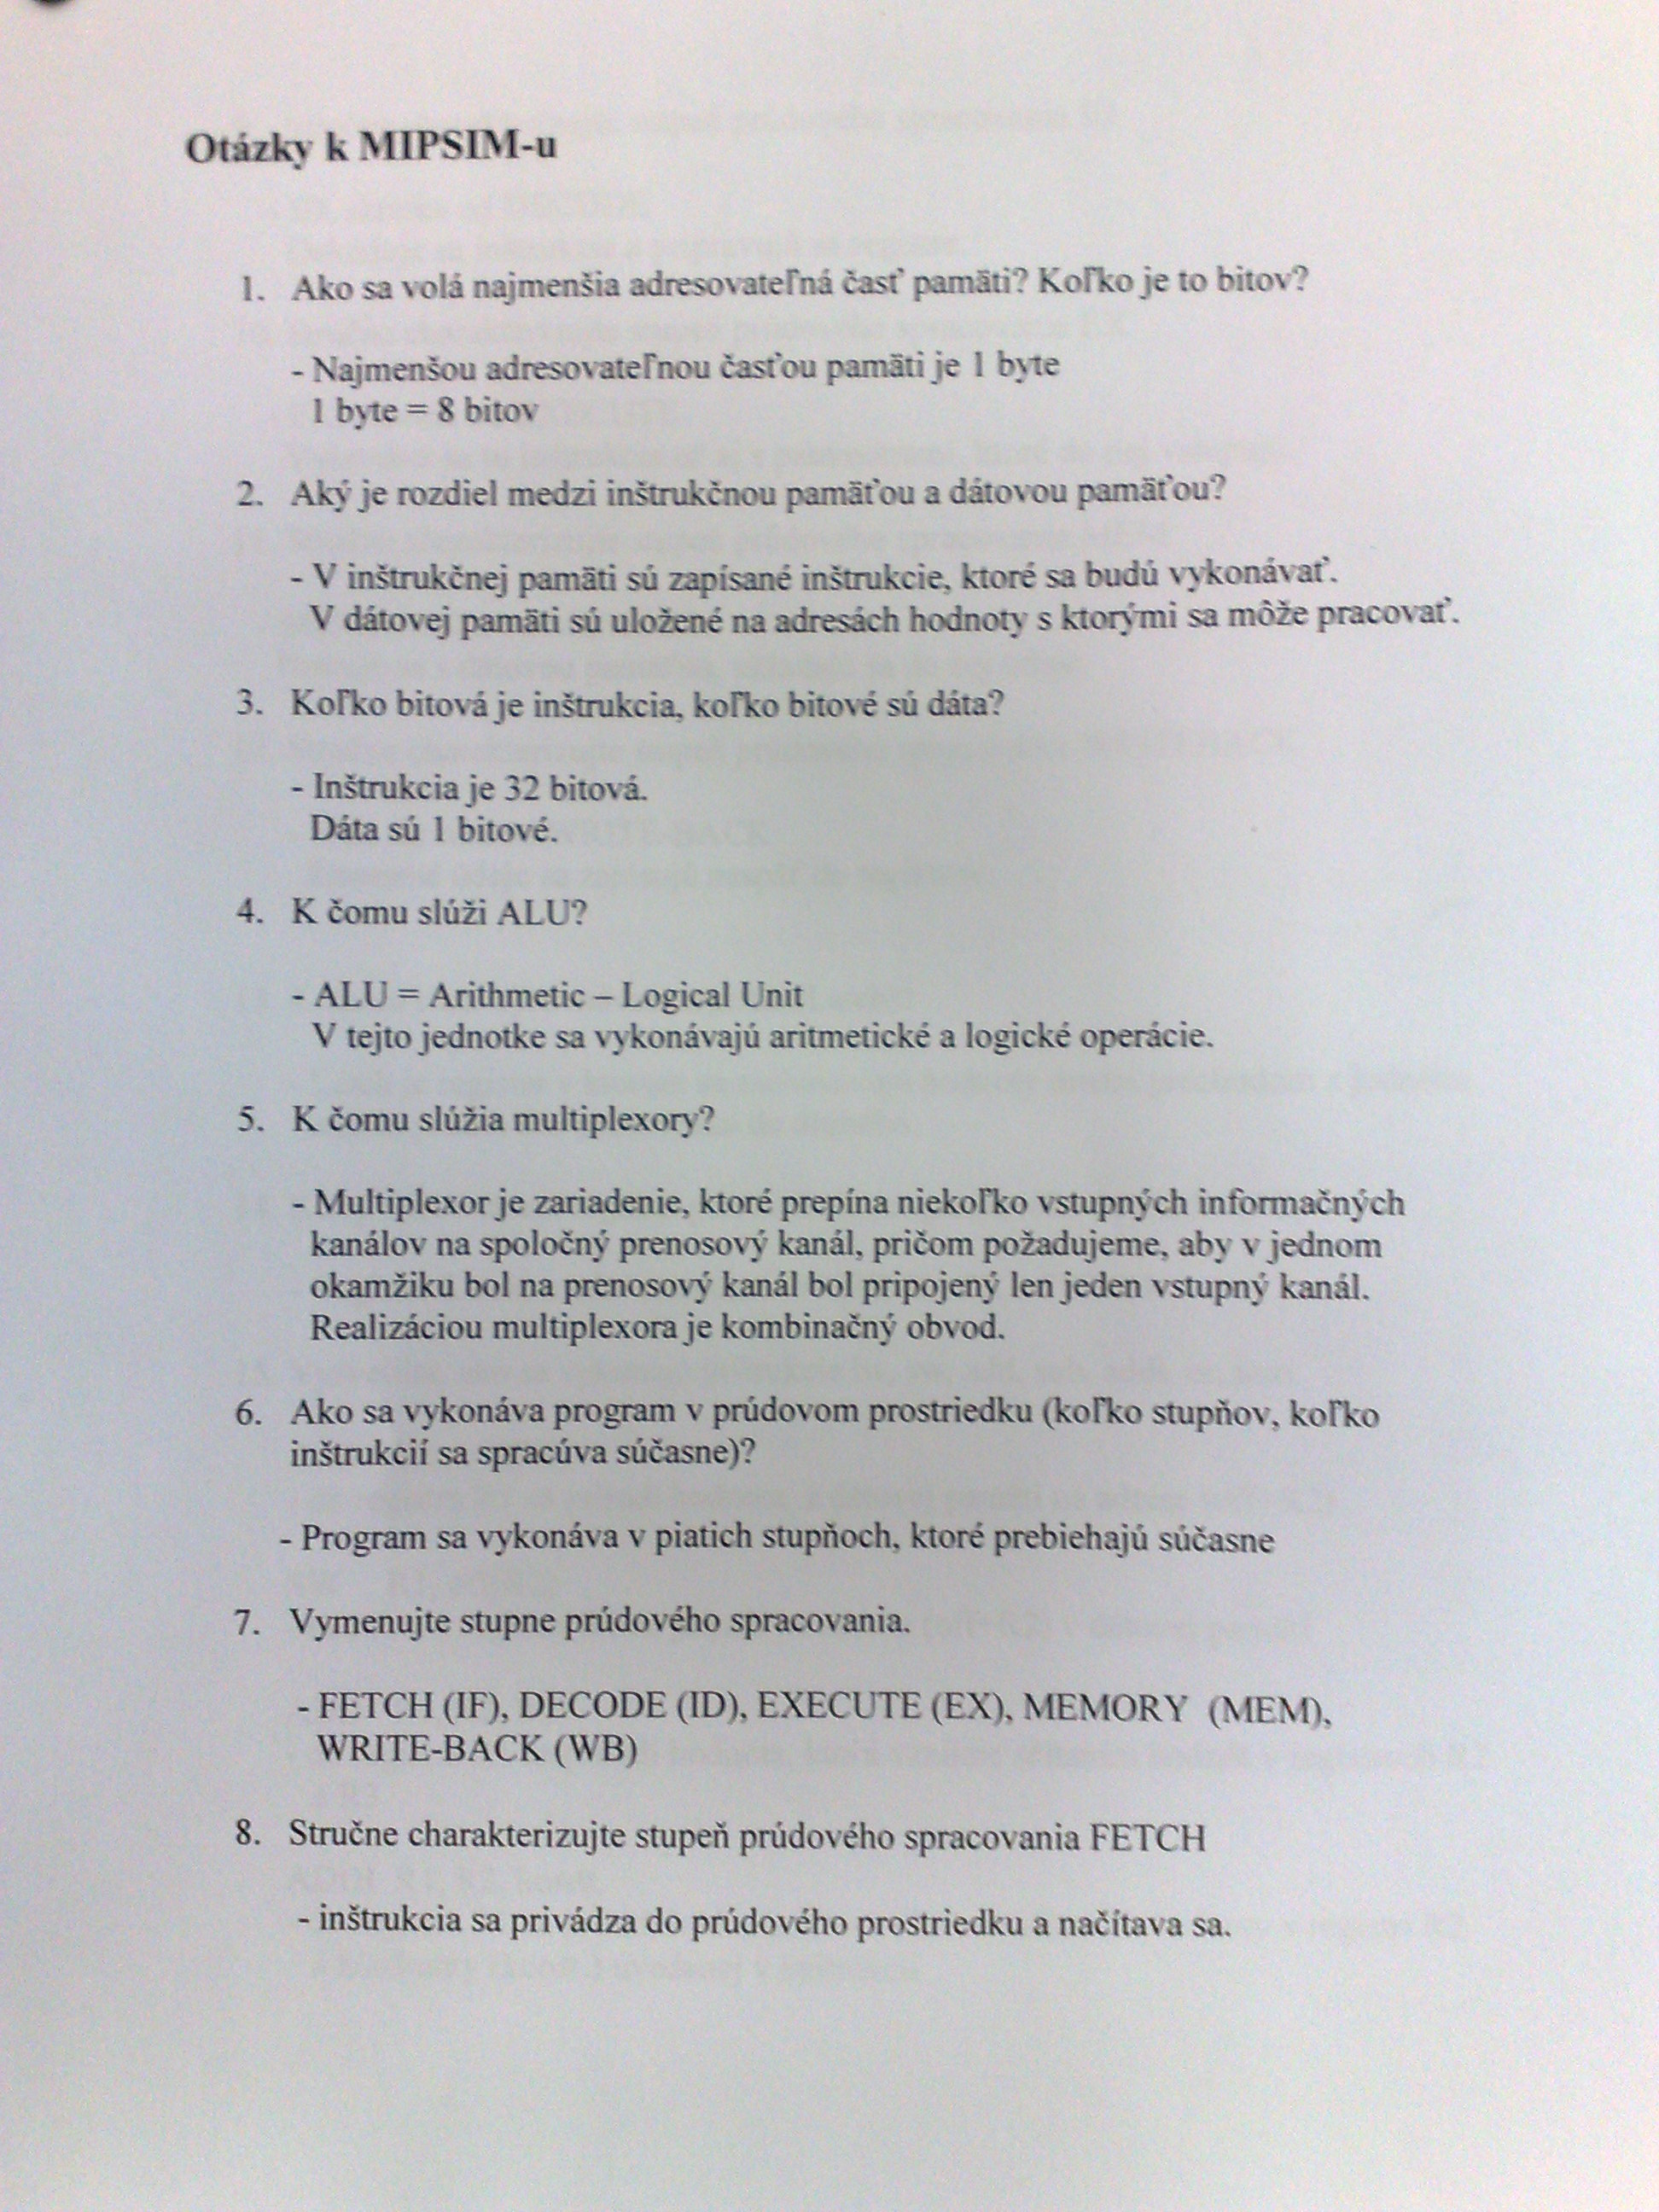 Otázky k MIPSIM-u
1. Ako sa volá najmenšia adresovateľná časť pamäti? Koľko je to bitov?
- Najmenšou adresovateľnou časťou pamäti je 1 byte
1 byte = 8 bitov
2. Aký je rozdiel medzi inštrukčnou pamäťou a dátovou pamäťou?
- V inštrukčnej pamäti sú zapísané inštrukcie, ktoré sa budú vykonávať.
V dátovej pamäti sú uložené na adresách hodnoty s ktorými sa môže pracovať.
3. Koľko bitová je inštrukcia, koľko bitové sú dáta?
- Inštrukcia je 32 bitová.
Dáta sú 1 bitové.
4. K čomu slúži ALU?
- ALU = Arithmetic – Logical Unit
V tejto jednotke sa vykonávajú aritmetické a logické operácie.
5. K čomu slúžia multiplexory?
- Multiplexor je zariadenie, ktoré prepína niekoľko vstupných informačných
kanálov na spoločný prenosový kanál, pričom požadujeme, aby v jednom
okamžiku bol na prenosový kanál bol pripojený len jeden vstupný kanál.
Realizáciou multiplexora je kombinačný obvod.
6. Ako sa vykonáva program v prúdovom prostriedku (koľko stupňov, koľko
inštrukcií sa spracúva súčasne)?
- Program sa vykonáva v piatich stupňoch, ktoré prebiehajú súčasne
7. Vymenujte stupne prúdového spracovania.
- FETCH (IF), DECODE (ID), EXECUTE (EX), MEMORY (MEM),
WRITE-BACK (WB)
8. Stručne charakterizujte stupeň prúdového spracovania FETCH
- inštrukcia sa privádza do prúdového prostriedku a načítava sa.